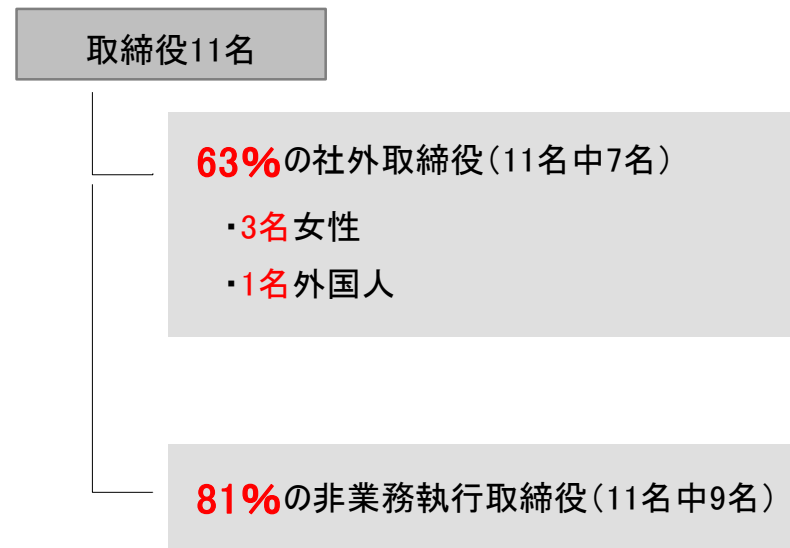 取締役11名
63%の社外取締役(11名中7名)
・3名女性
・1名外国人
81%の非業務執行取締役(11名中9名)